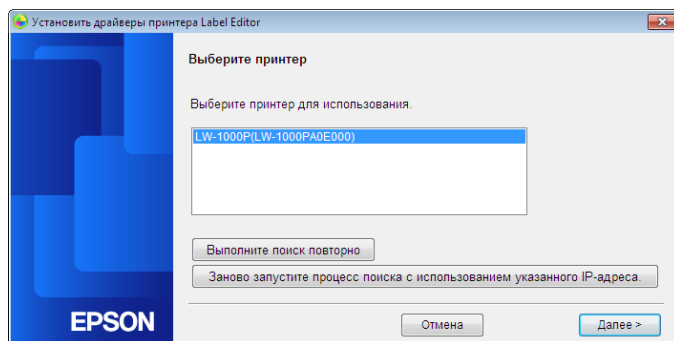 Установить драйверы принтера Label Editor
Выберите принтер
Выберите принтер для использования.
LW-1000P(LW-1000PA0E000)
Выполните поиск повторно
Заново запустите процесс поиска с использованием указанного IP-адреса.
EPSON
Отмена
Далее >